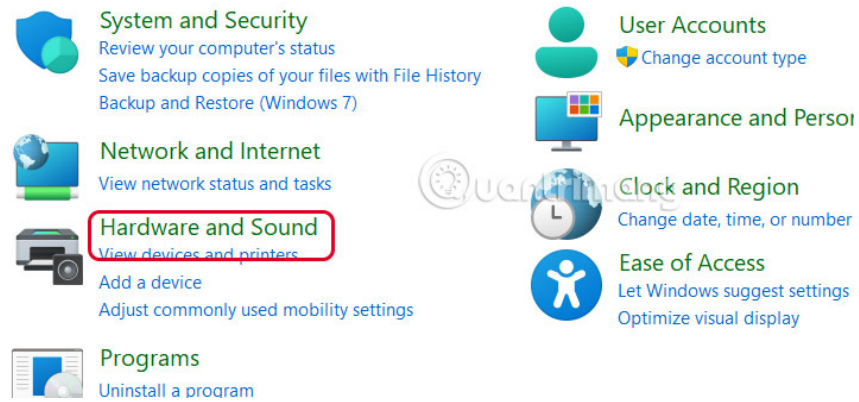 System and Security
Review your computer's status
Save backup copies of your files with File History
Backup and Restore (Windows 7)
Network and Internet
View network status and tasks
Hardware and Sound
View devices and printers
Add a device
Adjust commonly used mobility settings
Programs
Uninstall a program
User Accounts
Change account type
Appearance and Person
Clock and Region
Change date, time, or number
Ease of Access
Let Windows suggest settings
Optimize visual display
Quantrimang